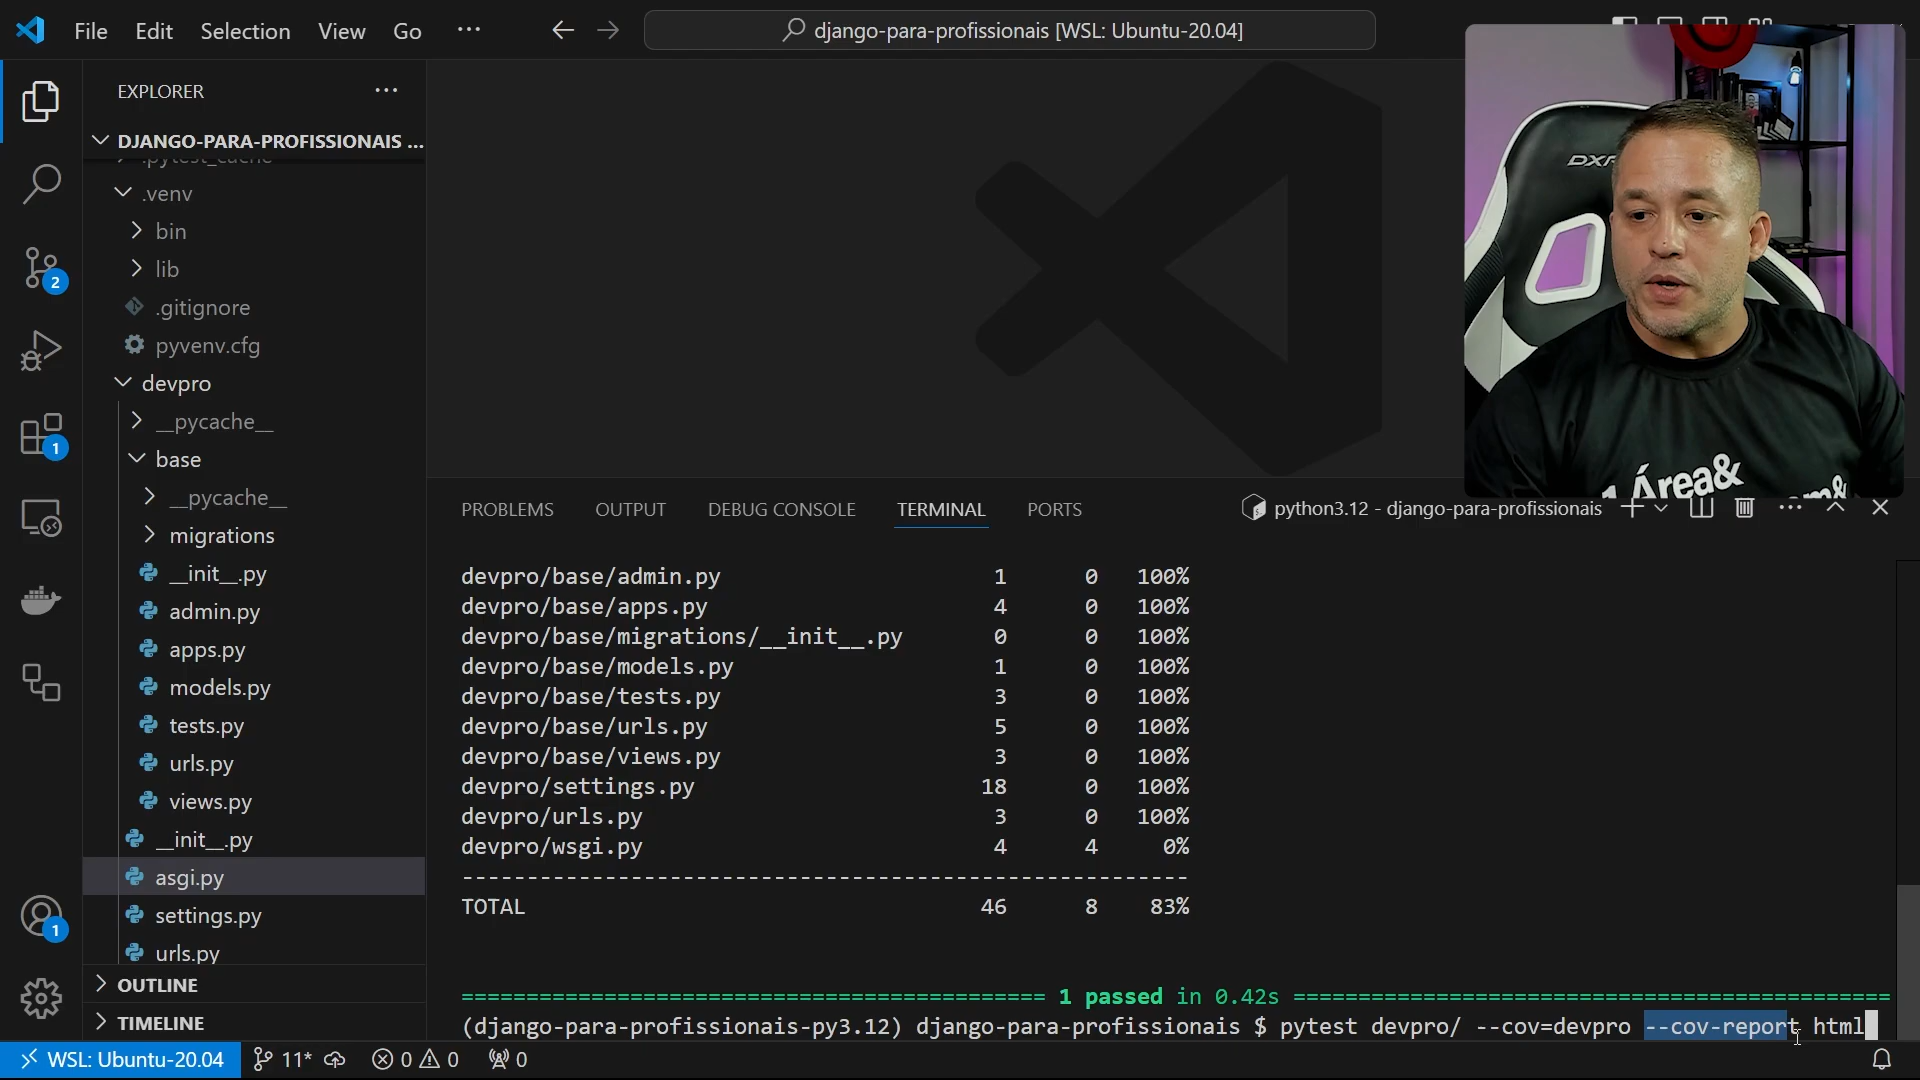 File Edit Selection View Go ···
django-para-profissionais [WSL: Ubuntu-20.04]
EXPLORER
DJANGO-PARA-PROFISSIONAIS ...
.pytest_cache
.venv
bin
lib
.gitignore
pyvenv.cfg
devpro
__pycache__
base
__pycache__
migrations
__init__.py
admin.py
apps.py
models.py
tests.py
urls.py
views.py
__init__.py
asgi.py
settings.py
urls.py
OUTLINE
TIMELINE
2
1
1
PROBLEMS OUTPUT DEBUG CONSOLE TERMINAL PORTS
python3.12 - django-para-profissionais
devpro/base/admin.py 1 0 100%
devpro/base/apps.py 4 0 100%
devpro/base/migrations/__init__.py 0 0 100%
devpro/base/models.py 1 0 100%
devpro/base/tests.py 3 0 100%
devpro/base/urls.py 5 0 100%
devpro/base/views.py 3 0 100%
devpro/settings.py 18 0 100%
devpro/urls.py 3 0 100%
devpro/wsgi.py 4 4 0%
--------------------------------------------------------
TOTAL 46 8 83%
============================================= 1 passed in 0.42s ==============================================
(django-para-profissionais-py3.12) django-para-profissionais $ pytest devpro/ --cov=devpro --cov-report html
WSL: Ubuntu-20.04 11* 0 0 0
Área&